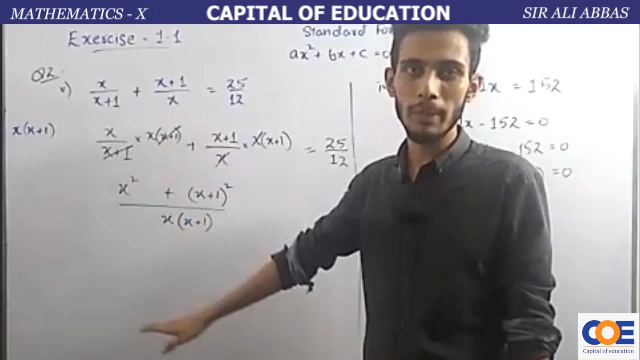 MATHEMATICS - X
CAPITAL OF EDUCATION
SIR ALI ABBAS
Exercise - 1.1
Q2
v) x/(x+1) + (x+1)/x = 25/12
x(x+1)
x/(x+1) * x(x+1) + (x+1)/x * x(x+1) = 25/12
x² + (x+1)²
x(x+1)
Standard
ax² + bx + c = 0
1x = 152
x - 152 = 0
152 = 0
= 0
COE
Capital of education